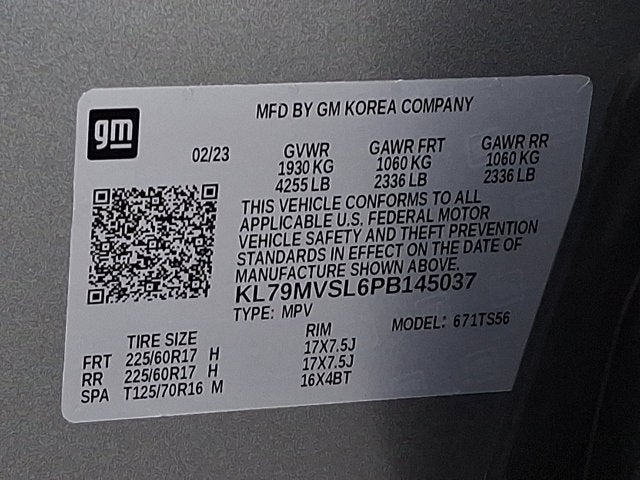 MFD BY GM KOREA COMPANY
gm
02/23
GVWR GAWR FRT GAWR RR
1930 KG 1060 KG 1060 KG
4255 LB 2336 LB 2336 LB
THIS VEHICLE CONFORMS TO ALL
APPLICABLE U.S. FEDERAL MOTOR
VEHICLE SAFETY AND THEFT PREVENTION
STANDARDS IN EFFECT ON THE DATE OF
MANUFACTURE SHOWN ABOVE.
KL79MVSL6PB145037
TYPE: MPV MODEL: 671TS56
TIRE SIZE RIM
FRT 225/60R17 H 17X7.5J
RR 225/60R17 H 17X7.5J
SPA T125/70R16 M 16X4BT